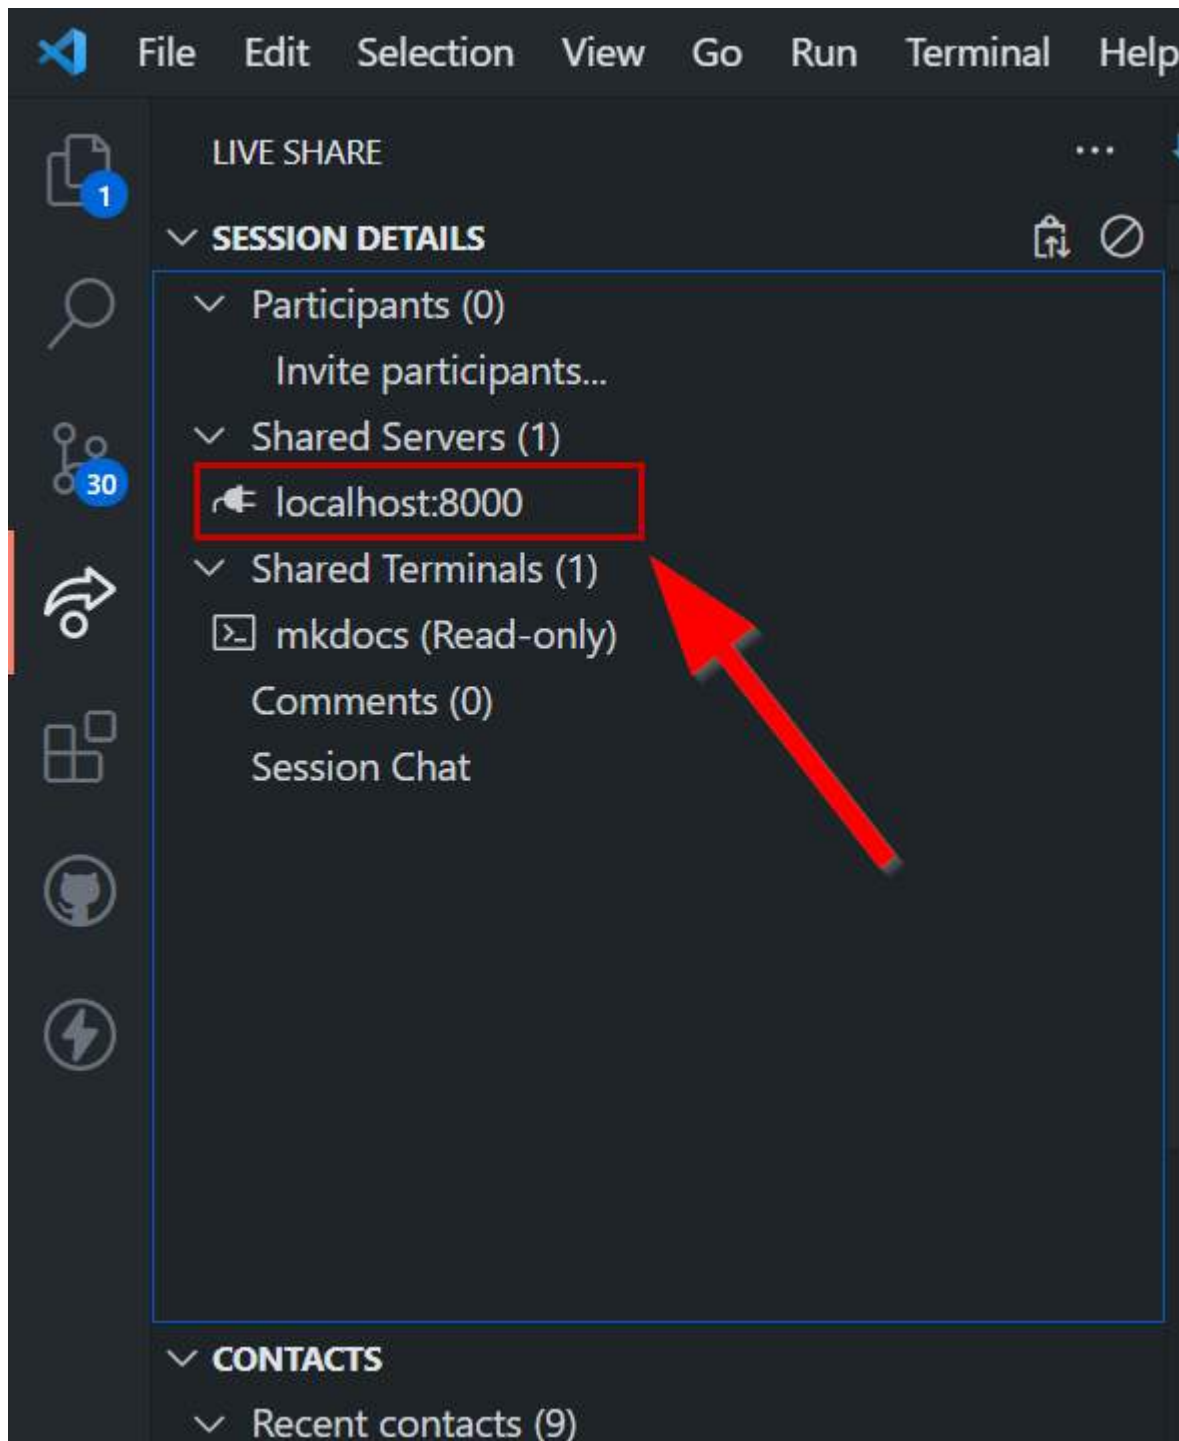 File Edit Selection View Go Run Terminal Help
LIVE SHARE
1
SESSION DETAILS
Participants (0)
Invite participants...
Shared Servers (1)
30
localhost:8000
Shared Terminals (1)
mkdocs (Read-only)
Comments (0)
Session Chat
CONTACTS
Recent contacts (9)